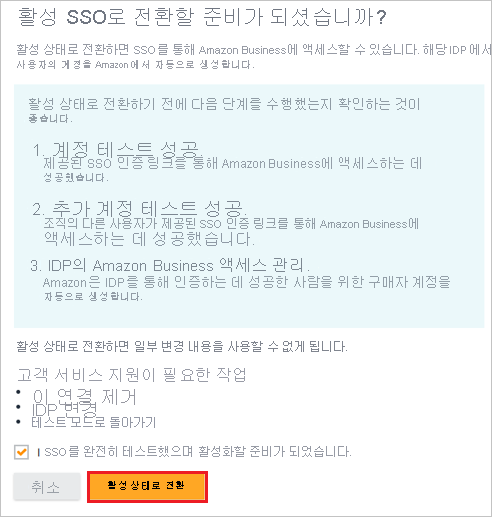 활성 SSO로 전환할 준비가 되셨습니까?
활성 상태로 전환하면 SSO를 통해 Amazon Business에 액세스할 수 있습니다. 해당 IDP에서
사용자의 계정을 Amazon에서 자동으로 생성합니다.
활성 상태로 전환하기 전에 다음 단계를 수행했는지 확인하는 것이
좋습니다.
1. 계정 테스트 성공.
제공된 SSO 인증 링크를 통해 Amazon Business에 액세스하는 데
성공했습니다.
2. 추가 계정 테스트 성공.
조직의 다른 사용자가 제공된 SSO 인증 링크를 통해 Amazon Business에
액세스하는 데 성공했습니다.
3. IDP의 Amazon Business 액세스 관리.
Amazon은 IDP를 통해 인증하는 데 성공한 사람을 위한 구매자 계정을
자동으로 생성합니다.
활성 상태로 전환하면 일부 변경 내용을 사용할 수 없게 됩니다.
고객 서비스 지원이 필요한 작업
• 이 연결 제거
• IDP 변경
• 테스트 모드로 돌아가기
I SSO를 완전히 테스트했으며 활성화할 준비가 되었습니다.
취소
활성 상태로 전환